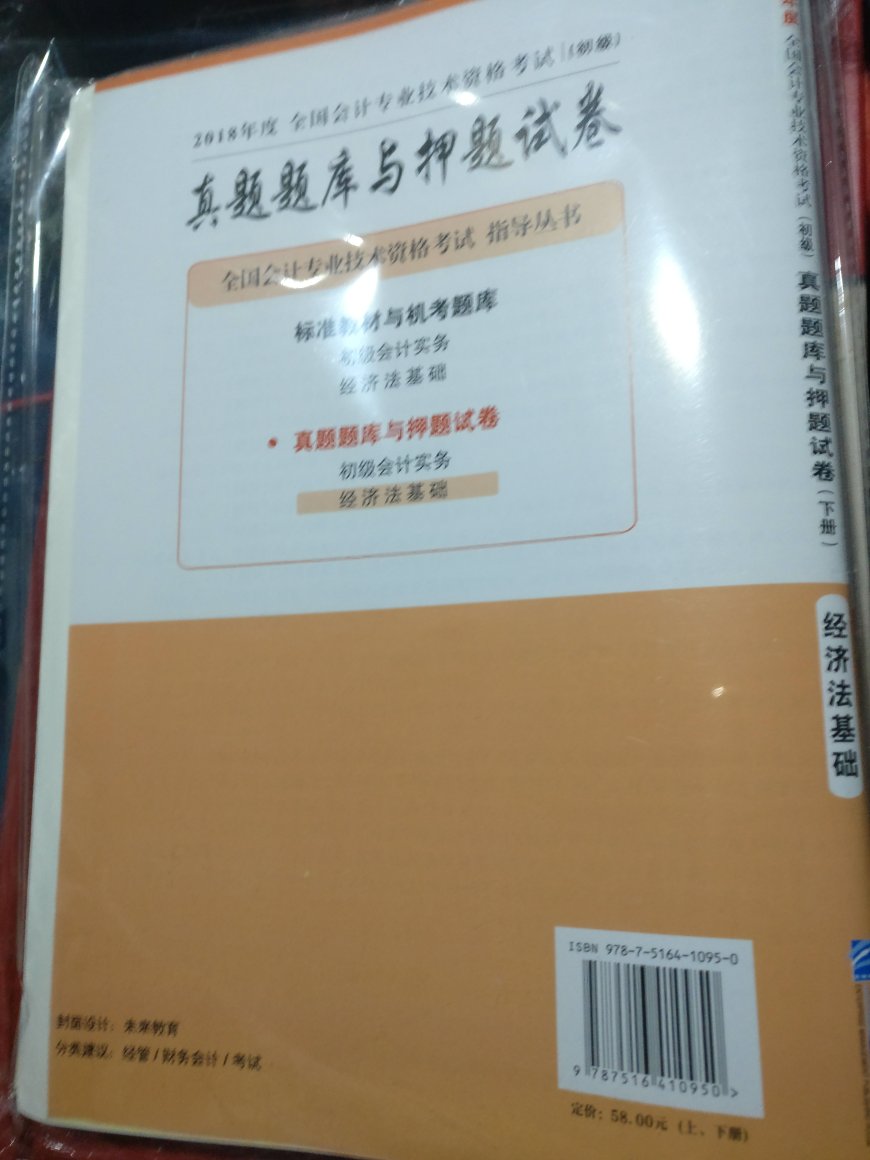 2018年度 全国会计专业技术资格考试(初级)
真题题库与押题试卷
全国会计专业技术资格考试 指导丛书
标准教材与机考题库
初级会计实务
经济法基础
• 真题题库与押题试卷
初级会计实务
经济法基础
封面设计：未来教育
分类建议：经管/财务会计/考试
ISBN 978-7-5164-1095-0
9 787516 410950 >
定价：58.00元（上、下册）
年度 全国会计专业技术资格考试(初级) 真题题库与押题试卷(下册)
经济法基础